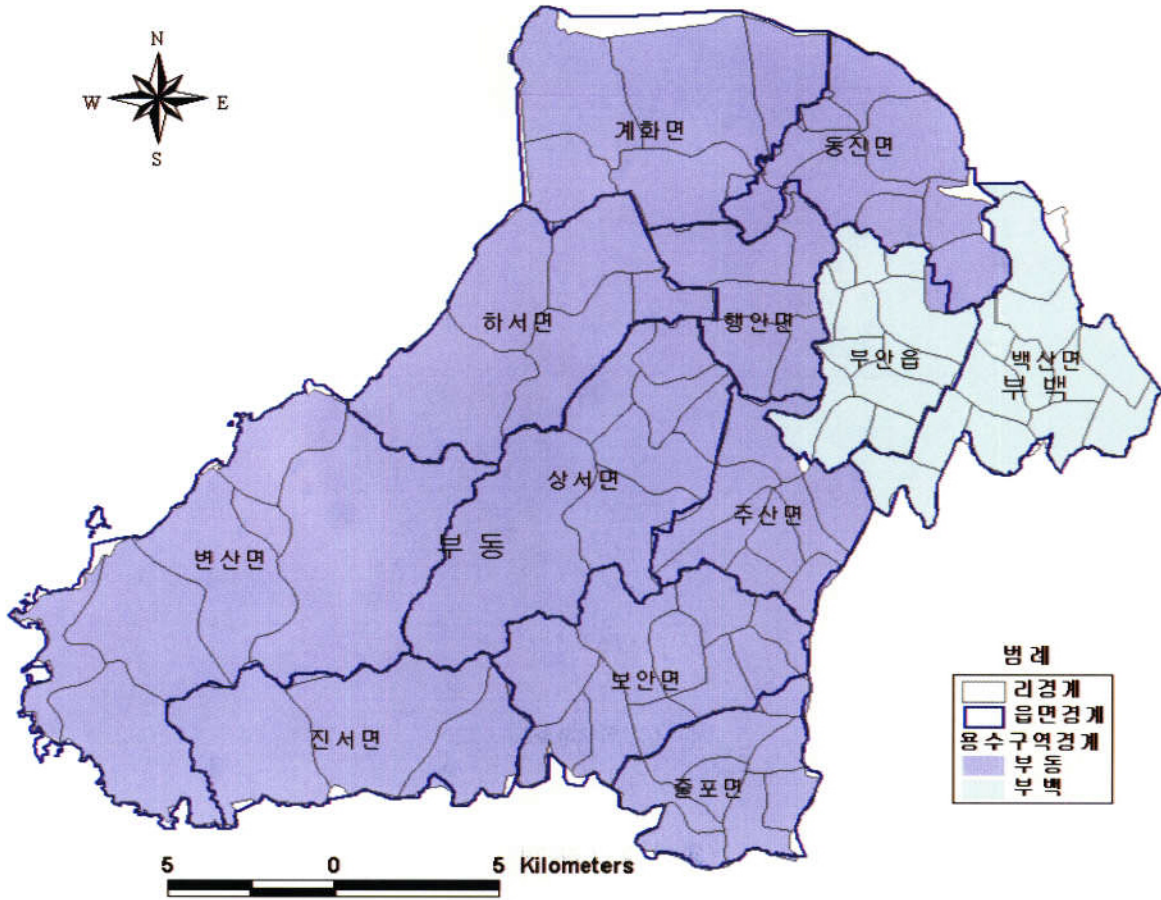 N
W E
S
계화면
동진면
하서면
행안면
부안읍
백산면
부백
상서면
주산면
부동
변산면
보안면
진서면
줄포면
범례
리경계
읍면경계
용수구역경계
부동
부백
5 0 5 Kilometers